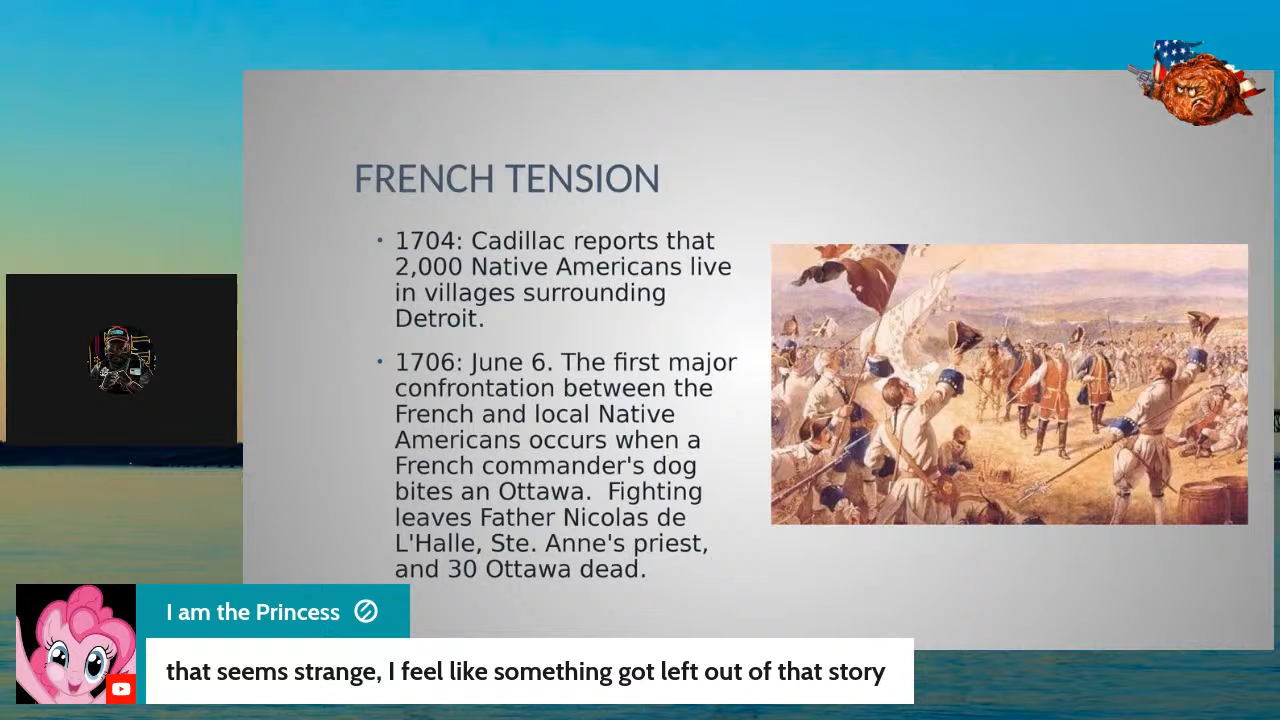 FRENCH TENSION
• 1704: Cadillac reports that
2,000 Native Americans live
in villages surrounding
Detroit.
• 1706: June 6. The first major
confrontation between the
French and local Native
Americans occurs when a
French commander's dog
bites an Ottawa.  Fighting
leaves Father Nicolas de
L'Halle, Ste. Anne's priest,
and 30 Ottawa dead.
I am the Princess
that seems strange, I feel like something got left out of that story